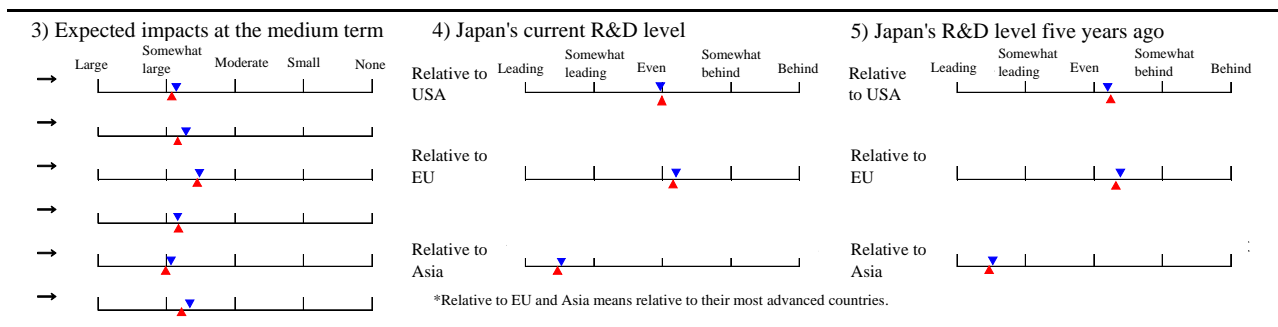 3) Expected impacts at the medium term
Large
Somewhat
large
Moderate
Small
None
4) Japan's current R&D level
Relative to
USA
Leading
Somewhat
leading
Even
Somewhat
behind
Behind
Relative to
EU
Relative to
Asia
*Relative to EU and Asia means relative to their most advanced countries.
5) Japan's R&D level five years ago
Relative
to USA
Leading
Somewhat
leading
Even
Somewhat
behind
Behind
Relative to
EU
Relative to
Asia